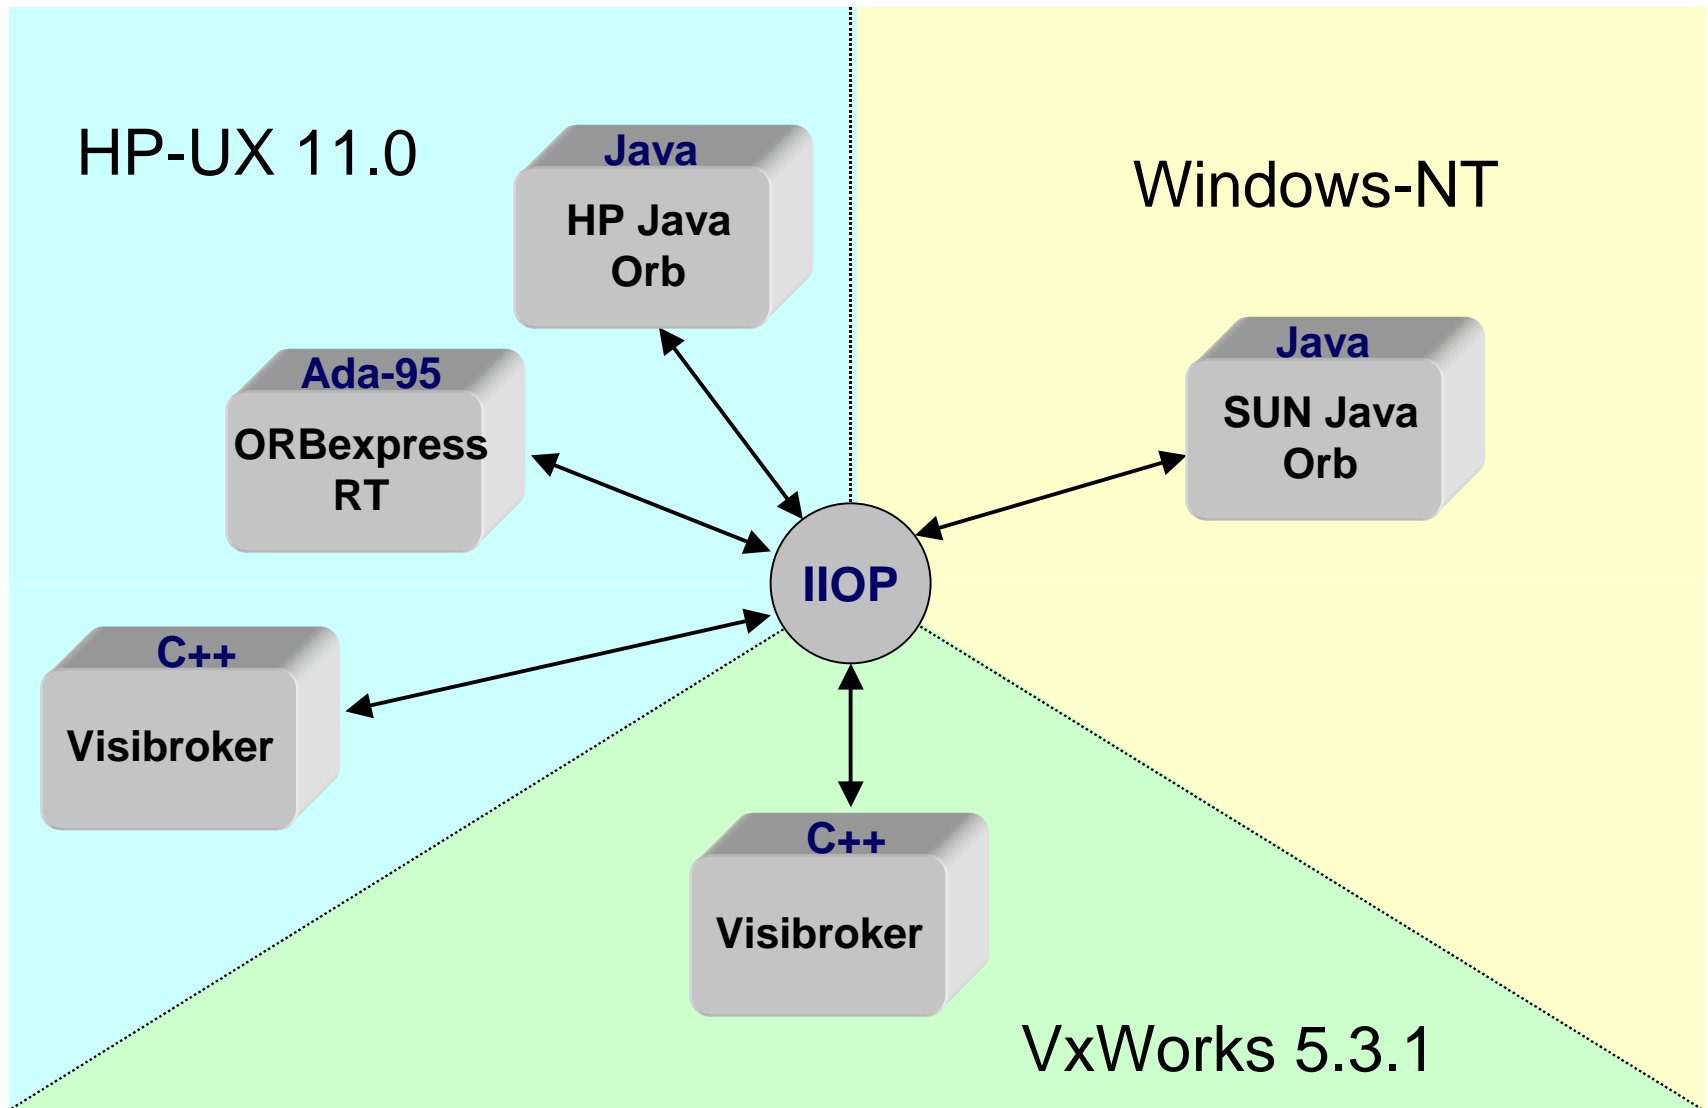 HP-UX 11.0
Java
HP Java
Orb
Windows-NT
Java
SUN Java
Orb
Ada-95
ORBexpress
RT
IIOP
C++
Visibroker
C++
Visibroker
VxWorks 5.3.1